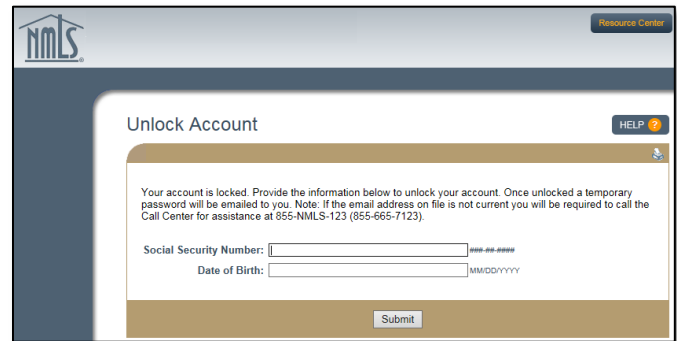 NMLS®
Resource Center
Unlock Account
HELP ?
Your account is locked. Provide the information below to unlock your account. Once unlocked a temporary
password will be emailed to you. Note: If the email address on file is not current you will be required to call the
Call Center for assistance at 855-NMLS-123 (855-665-7123).
Social Security Number: ###-##-####
Date of Birth: MM/DD/YYYY
Submit